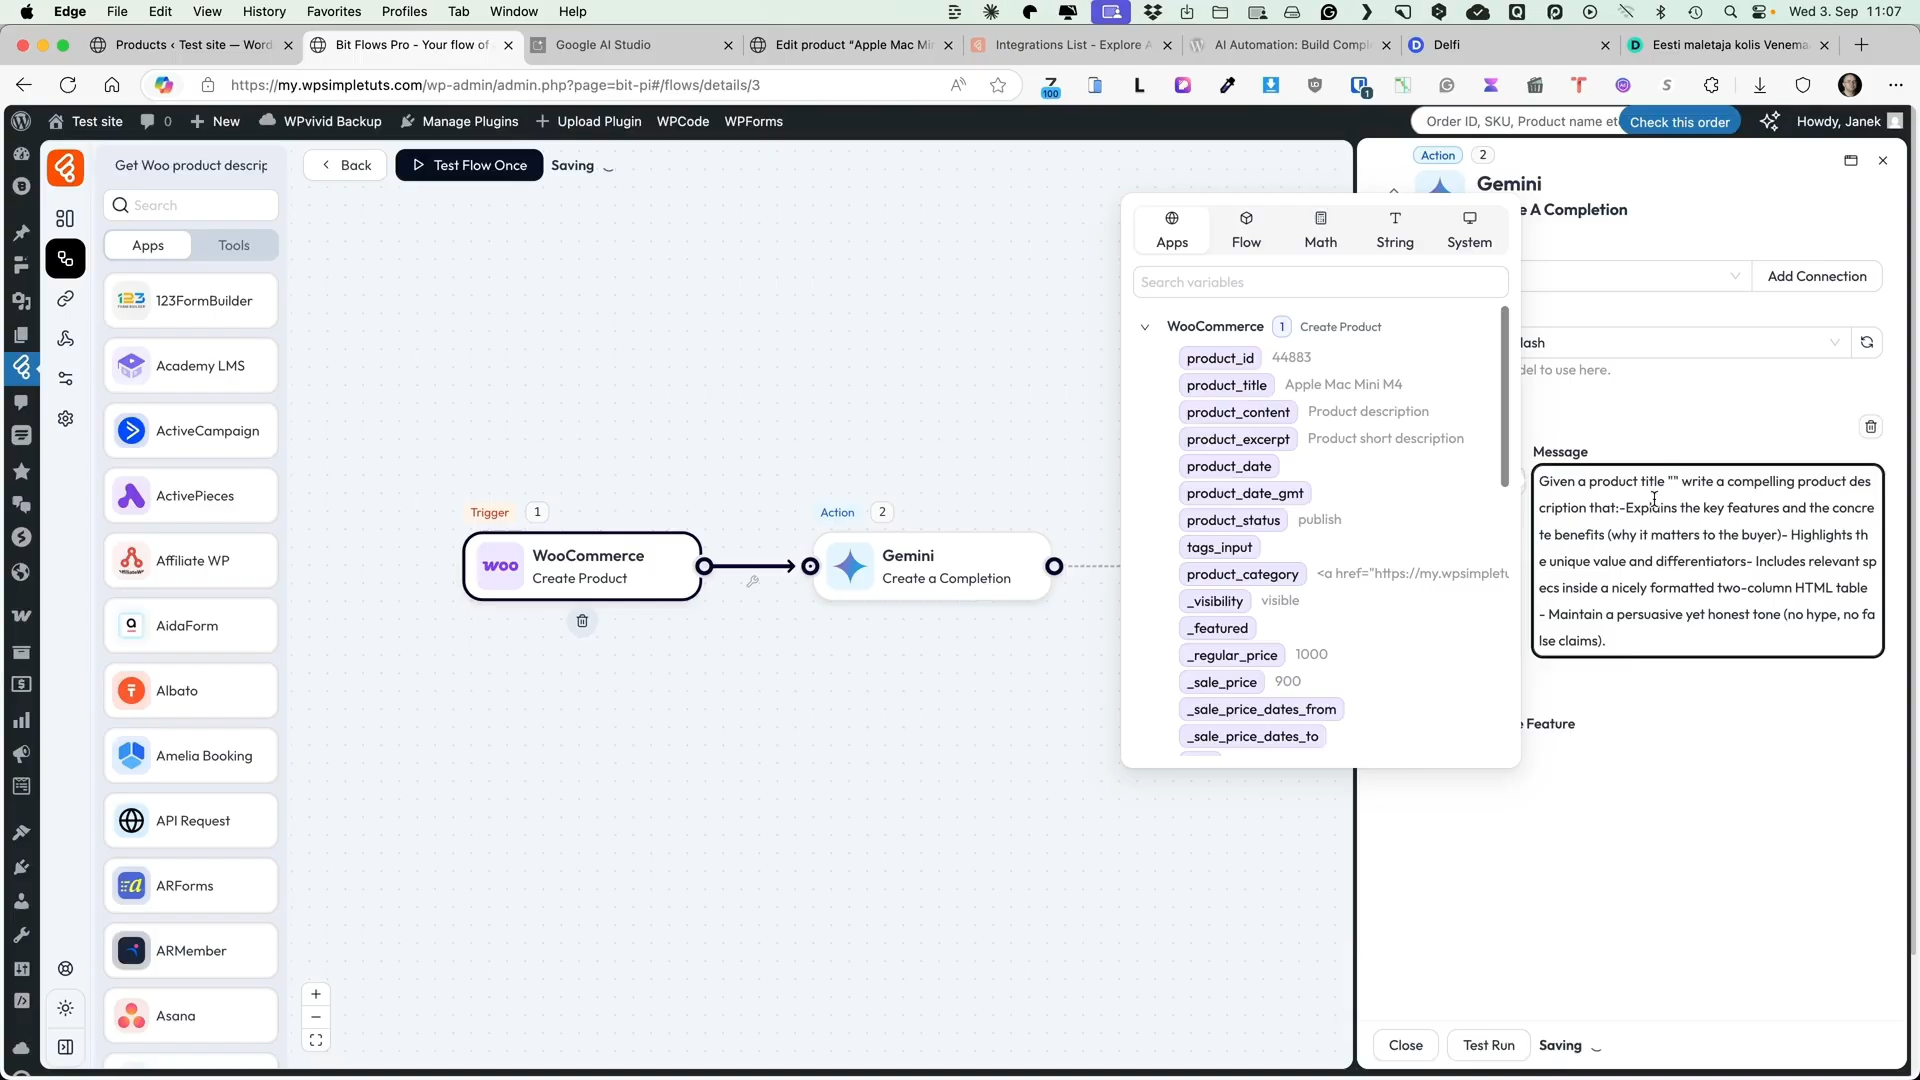 Edge File Edit View History Favorites Profiles Tab Window Help
Wed 3. Sep 11:07
Products ‹ Test site — Word
Bit Flows Pro - Your flow of
Google AI Studio
Edit product “Apple Mac Mi
Integrations List - Explore A
AI Automation: Build Compl
Delfi
Eesti maletaja kolis Venema
https://my.wpsimpletuts.com/wp-admin/admin.php?page=bit-pi#/flows/details/3
100
1
Test site
0
New
WPvivid Backup
Manage Plugins
Upload Plugin
WPCode
WPForms
Order ID, SKU, Product name et
Check this order
Howdy, Janek
Get Woo product descrip
Back
Test Flow Once
Saving
Search
Apps
Tools
123FormBuilder
Academy LMS
ActiveCampaign
ActivePieces
Affiliate WP
AidaForm
Albato
Amelia Booking
API Request
ARForms
ARMember
Asana
Trigger 1
woo
WooCommerce
Create Product
Action 2
Gemini
Create a Completion
Apps
Flow
Math
String
System
Search variables
WooCommerce 1 Create Product
product_id 44883
product_title Apple Mac Mini M4
product_content Product description
product_excerpt Product short description
product_date
product_date_gmt
product_status publish
tags_input
product_category <a href="https://my.wpsimpletu
_visibility visible
_featured
_regular_price 1000
_sale_price 900
_sale_price_dates_from
_sale_price_dates_to
Action 2
Gemini
e A Completion
Add Connection
lash
del to use here.
Message
Given a product title "" write a compelling product des
cription that:-Explains the key features and the concre
te benefits (why it matters to the buyer)- Highlights th
e unique value and differentiators- Includes relevant sp
ecs inside a nicely formatted two-column HTML table
- Maintain a persuasive yet honest tone (no hype, no fa
lse claims).
e Feature
Close
Test Run
Saving